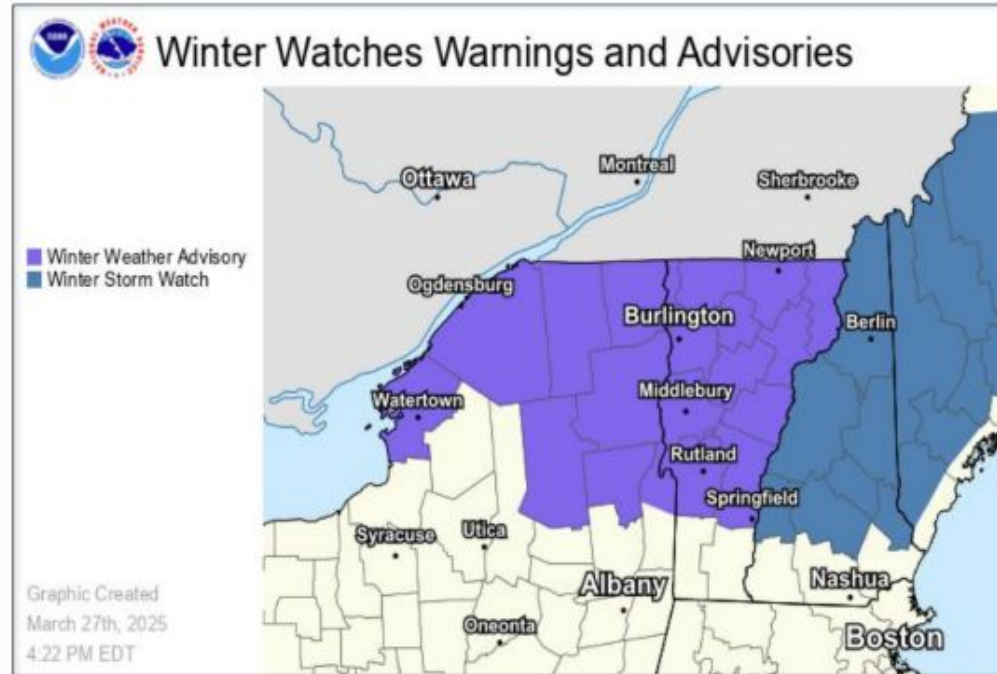 Winter Watches Warnings and Advisories
Winter Weather Advisory
Winter Storm Watch
Ottawa
Montreal
Sherbrooke
Newport
Ogdensburg
Burlington
Berlin
Middlebury
Watertown
Rutland
Springfield
Syracuse
Utica
Albany
Nashua
Oneonta
Boston
Graphic Created
March 27th, 2025
4:22 PM EDT